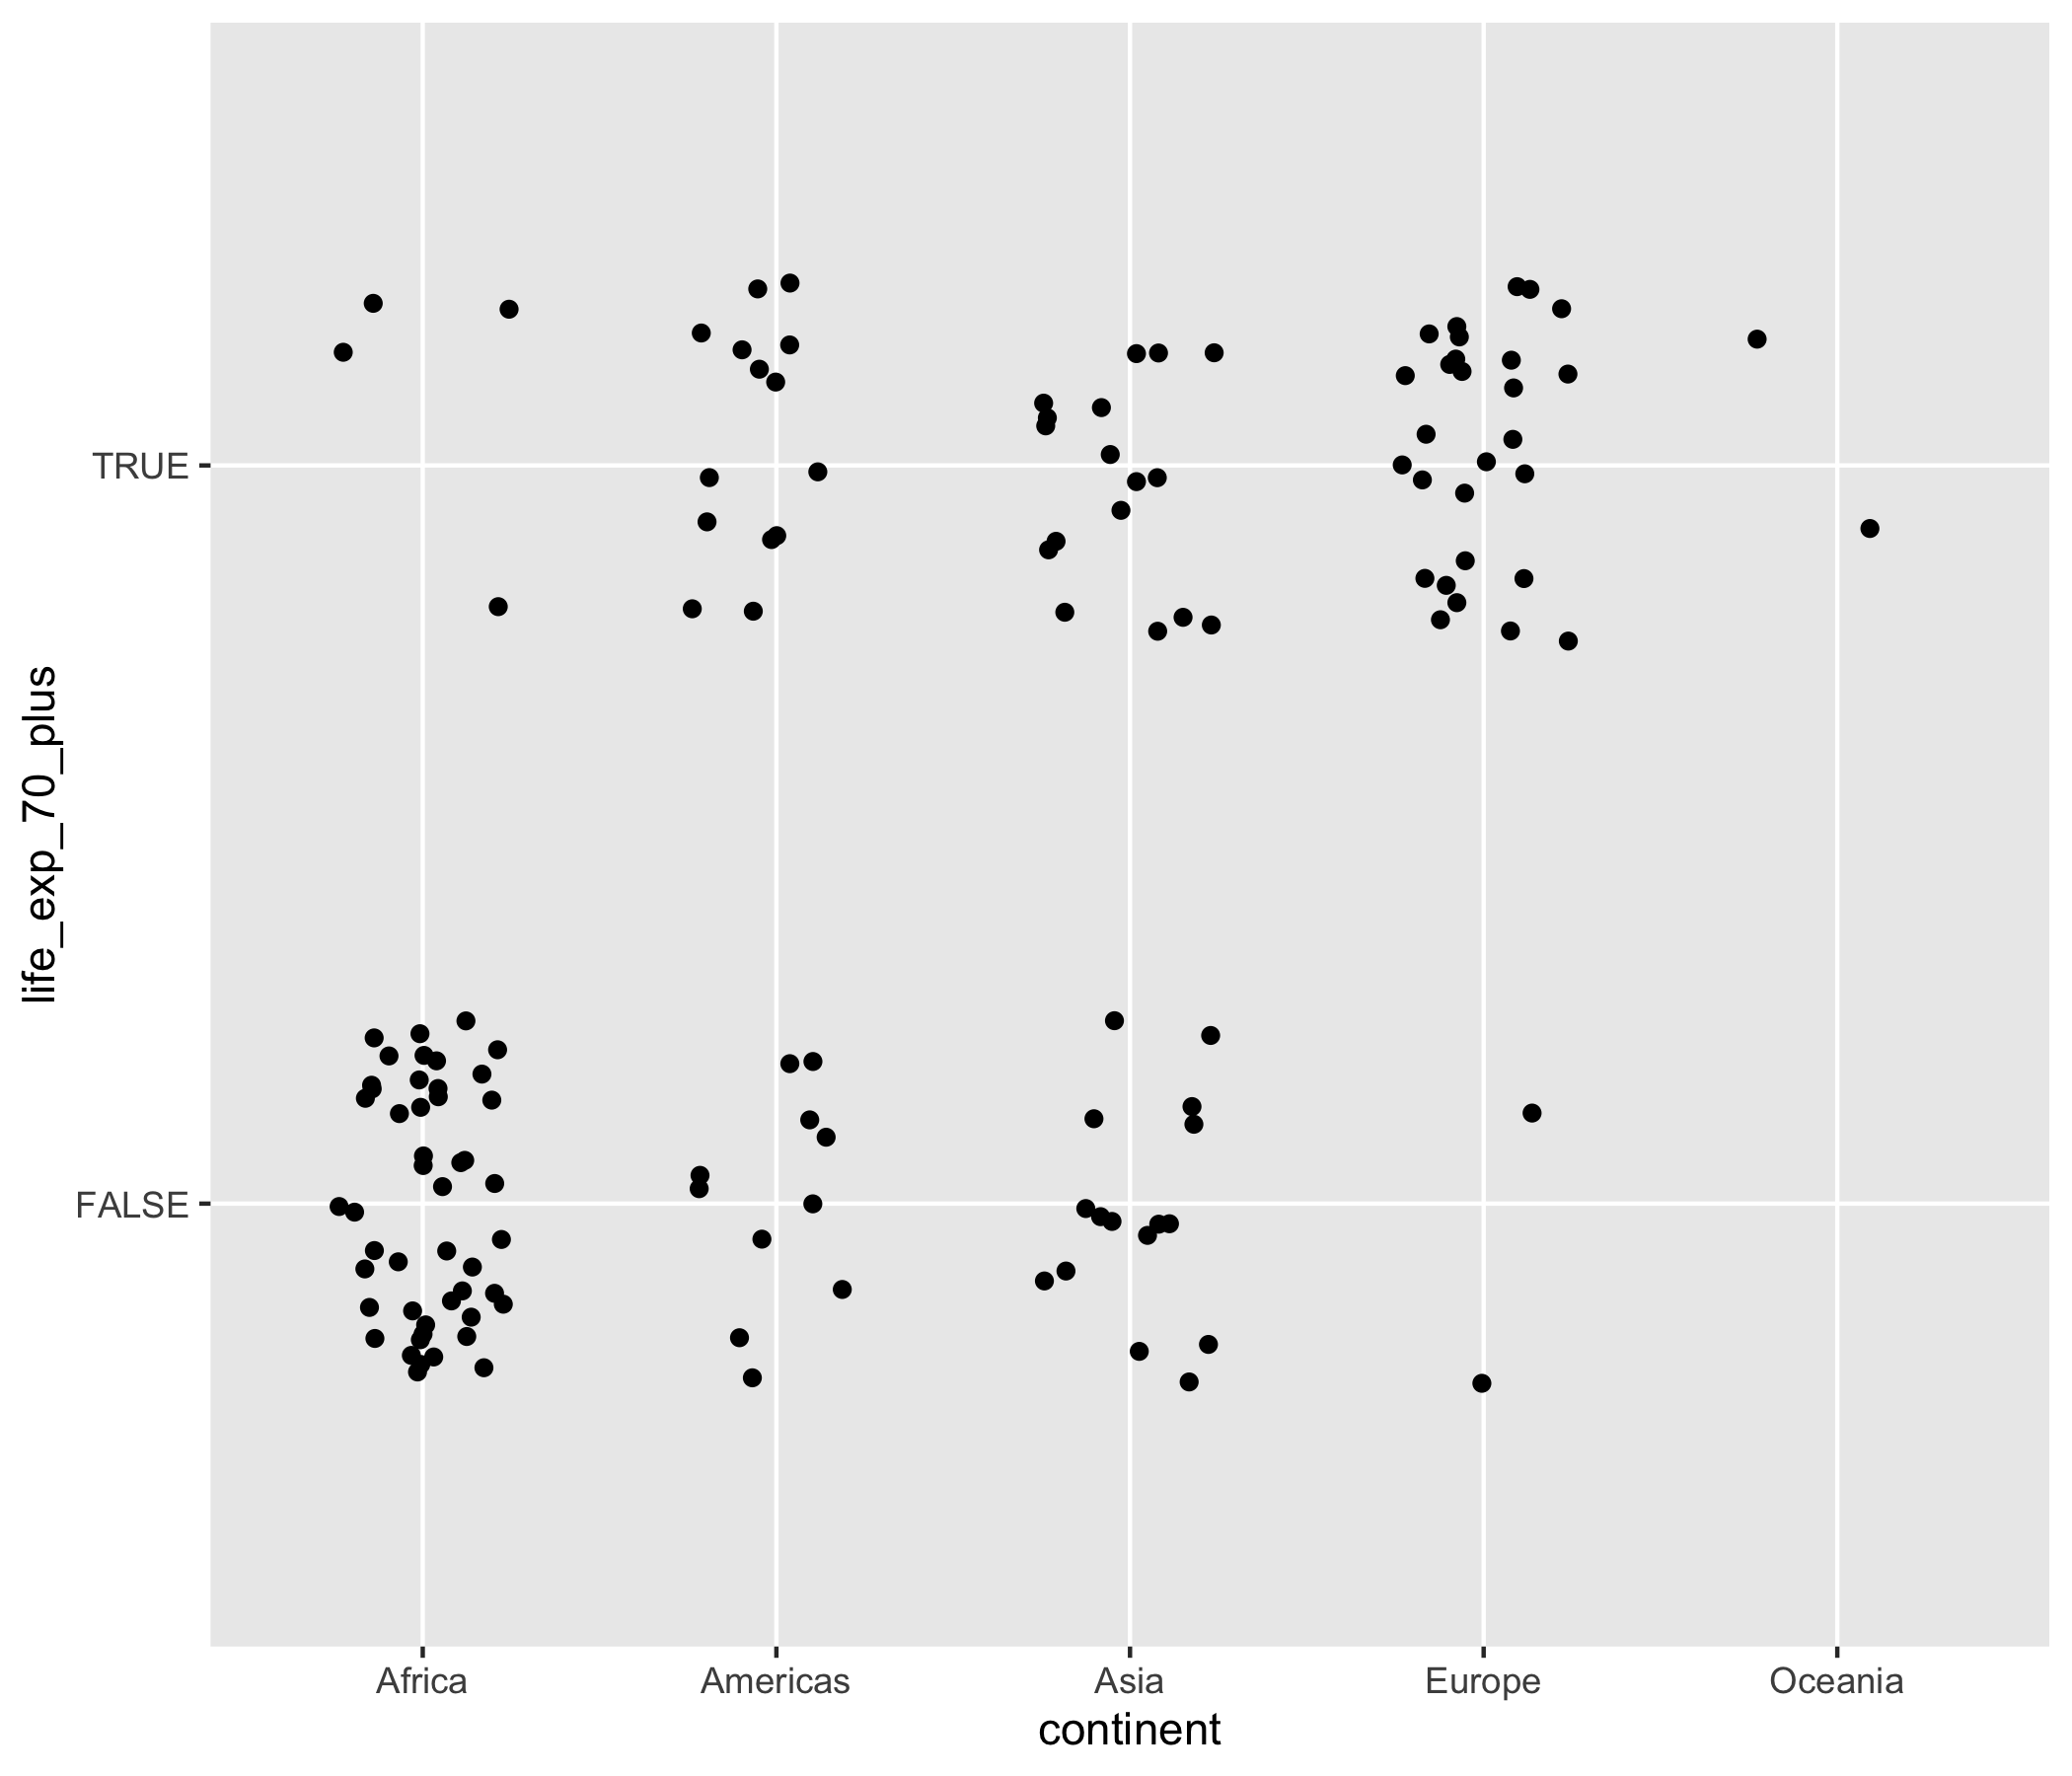 life_exp_70_plus
TRUE
FALSE
Africa Americas Asia Europe Oceania
continent